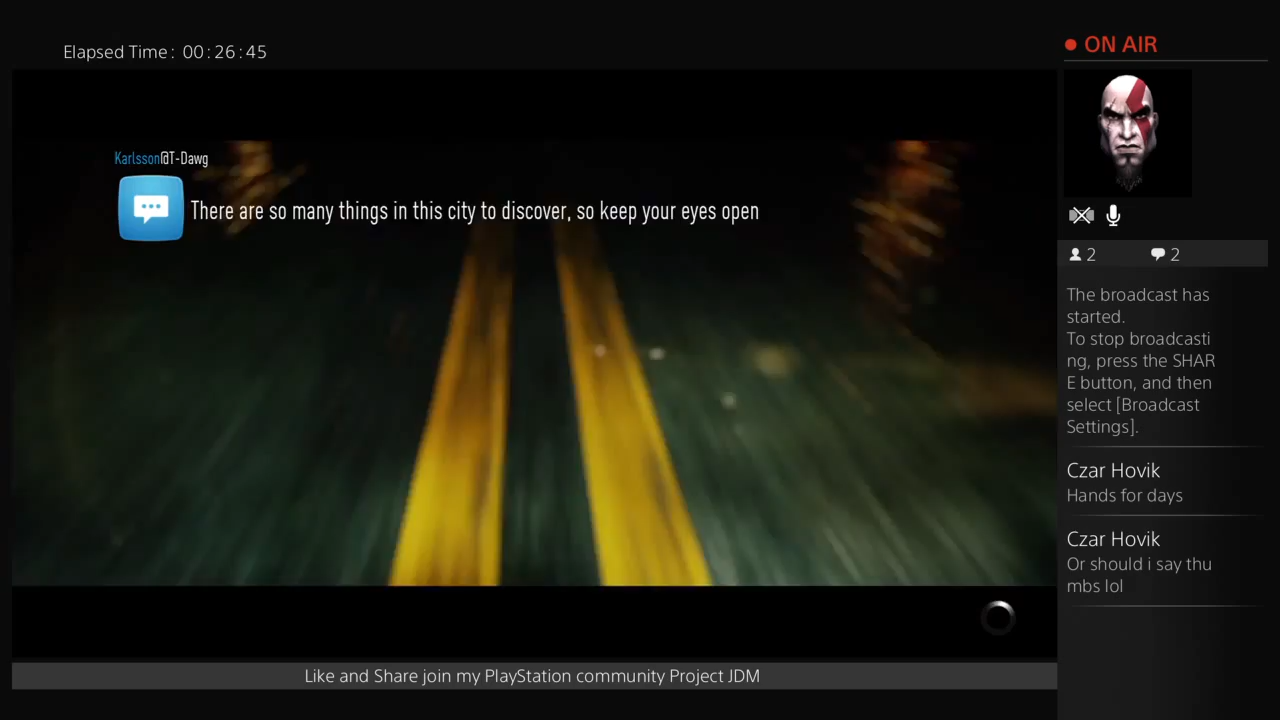 Elapsed Time: 00:26:45
ON AIR
Karlsson@T-Dawg
There are so many things in this city to discover, so keep your eyes open
2
2
The broadcast has
started.
To stop broadcasti
ng, press the SHAR
E button, and then
select [Broadcast
Settings].
Czar Hovik
Hands for days
Czar Hovik
Or should i say thu
mbs lol
Like and Share join my PlayStation community Project JDM